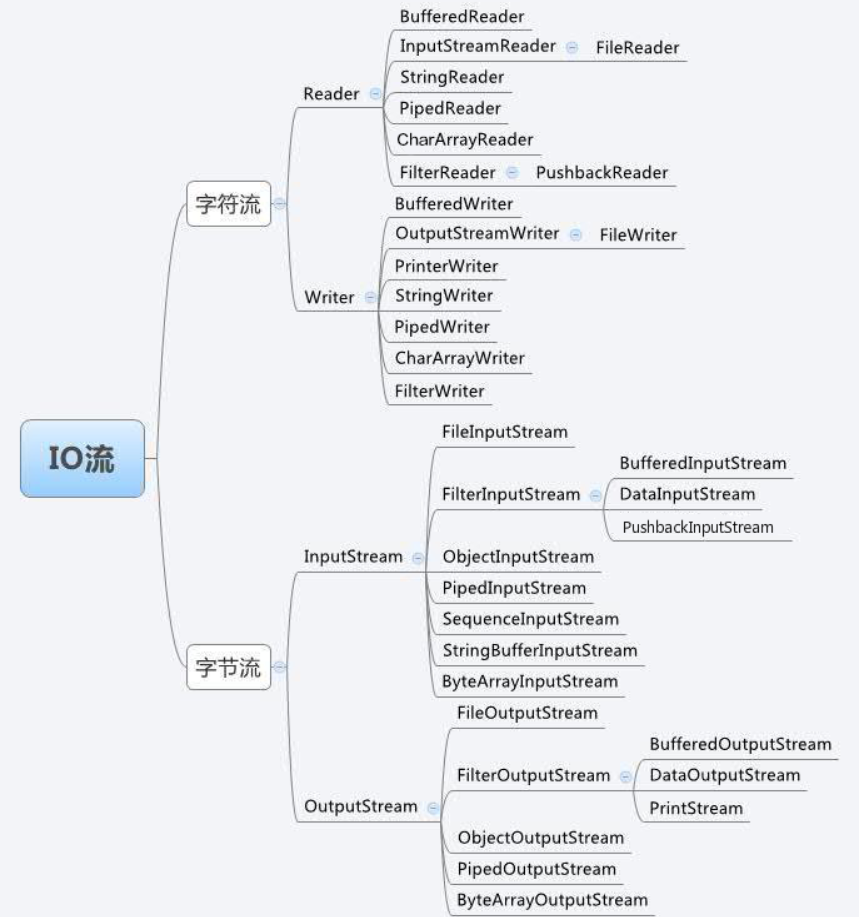 IO流
字符流
Reader
BufferedReader
InputStreamReader
FileReader
StringReader
PipedReader
CharArrayReader
FilterReader
PushbackReader
Writer
BufferedWriter
OutputStreamWriter
FileWriter
PrinterWriter
StringWriter
PipedWriter
CharArrayWriter
FilterWriter
字节流
InputStream
FileInputStream
FilterInputStream
BufferedInputStream
DataInputStream
PushbackInputStream
ObjectInputStream
PipedInputStream
SequenceInputStream
StringBufferInputStream
ByteArrayInputStream
OutputStream
FileOutputStream
FilterOutputStream
BufferedOutputStream
DataOutputStream
PrintStream
ObjectOutputStream
PipedOutputStream
ByteArrayOutputStream